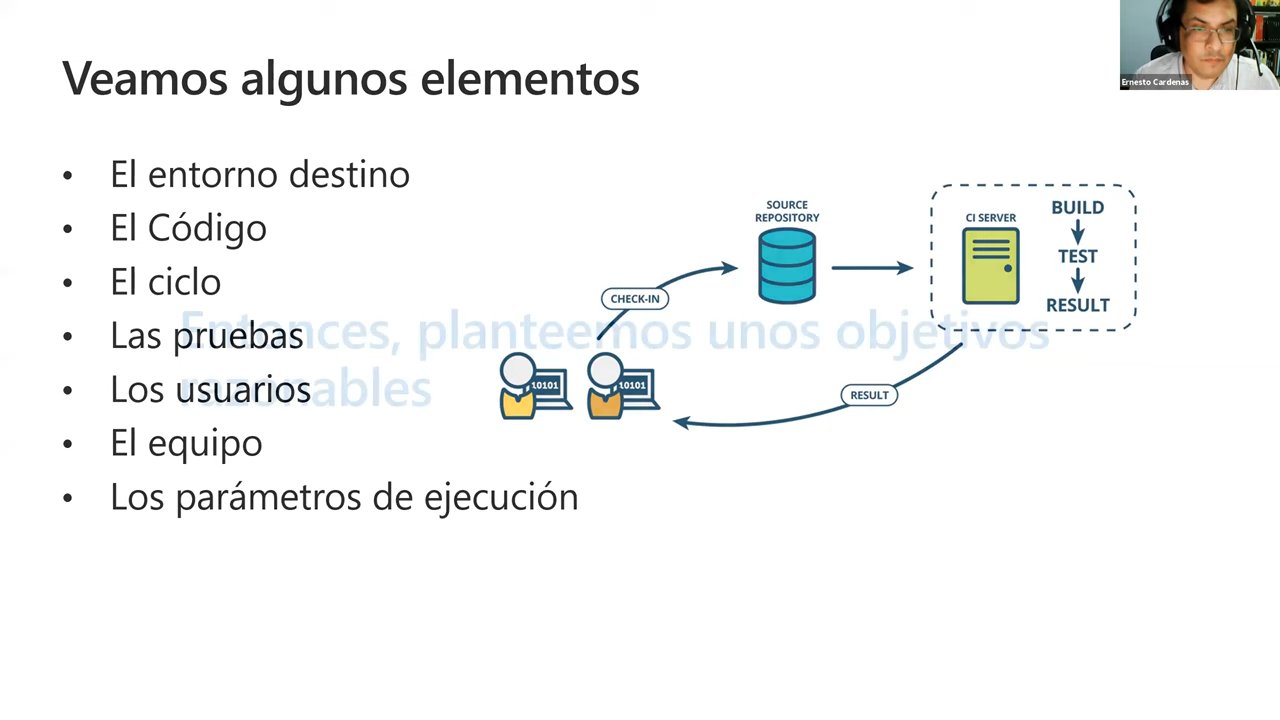 Veamos algunos elementos
Ernesto Cardenas
• El entorno destino
• El Código
• El ciclo
• Las pruebas
• Los usuarios
• El equipo
• Los parámetros de ejecución
Entonces, planteemos unos objetivos
razonables
SOURCE
REPOSITORY
CI SERVER
BUILD
TEST
RESULT
CHECK-IN
10101
10101
RESULT